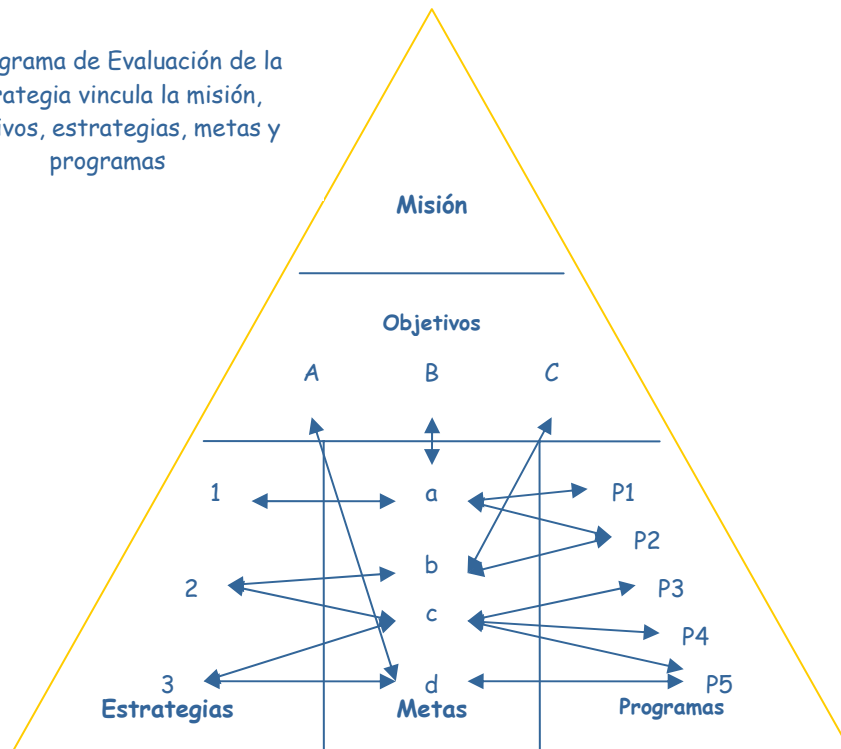 grama de Evaluación de la
rategia vincula la misión,
ivos, estrategias, metas y
programas
Misión
Objetivos
A B C
1 a P1
P2
2 b P3
c P4
3 d P5
Estrategias Metas Programas